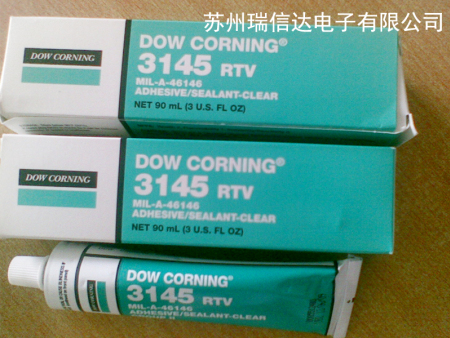 苏州瑞信达电子有限公司
DOW CORNING
DOW CORNING®
3145 RTV
MIL-A-46146
ADHESIVE/SEALANT-CLEAR
NET 90 mL (3 U.S. FL OZ)
DOW CORNING
DOW CORNING®
3145 RTV
MIL-A-46146
ADHESIVE/SEALANT-CLEAR
NET 90 mL (3 U.S. FL OZ)
DOW CORNING®
3145 RTV
MIL-A-46146
ADHESIVE/SEALANT-CLEAR